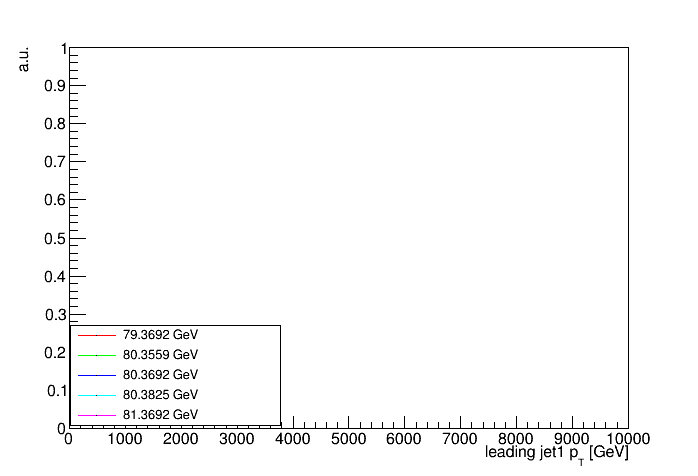 a.u.
1
0.9
0.8
0.7
0.6
0.5
0.4
0.3
0.2
0.1
0
79.3692 GeV
80.3559 GeV
80.3692 GeV
80.3825 GeV
81.3692 GeV
0 1000 2000 3000 4000 5000 6000 7000 8000 9000 10000
leading jet1 p_T [GeV]